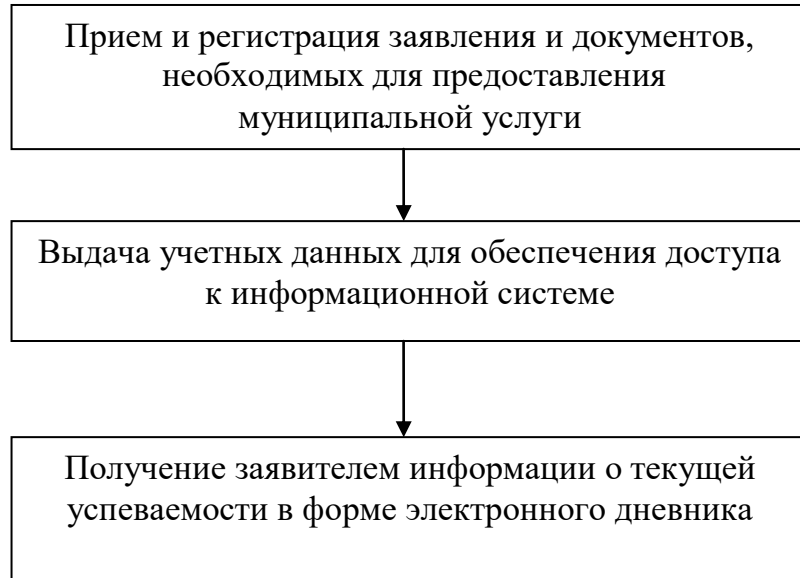 Прием и регистрация заявления и документов,
необходимых для предоставления
муниципальной услуги
Выдача учетных данных для обеспечения доступа
к информационной системе
Получение заявителем информации о текущей
успеваемости в форме электронного дневника